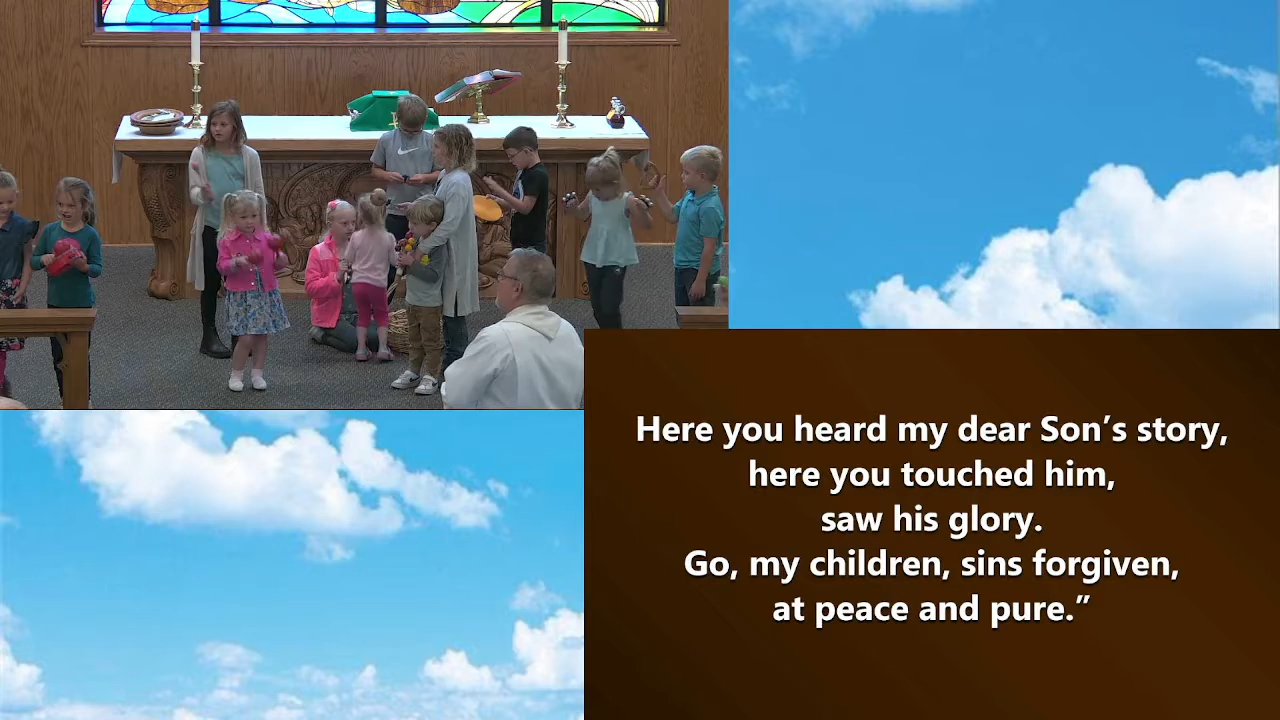 Here you heard my dear Son’s story,
here you touched him,
saw his glory.
Go, my children, sins forgiven,
at peace and pure.”